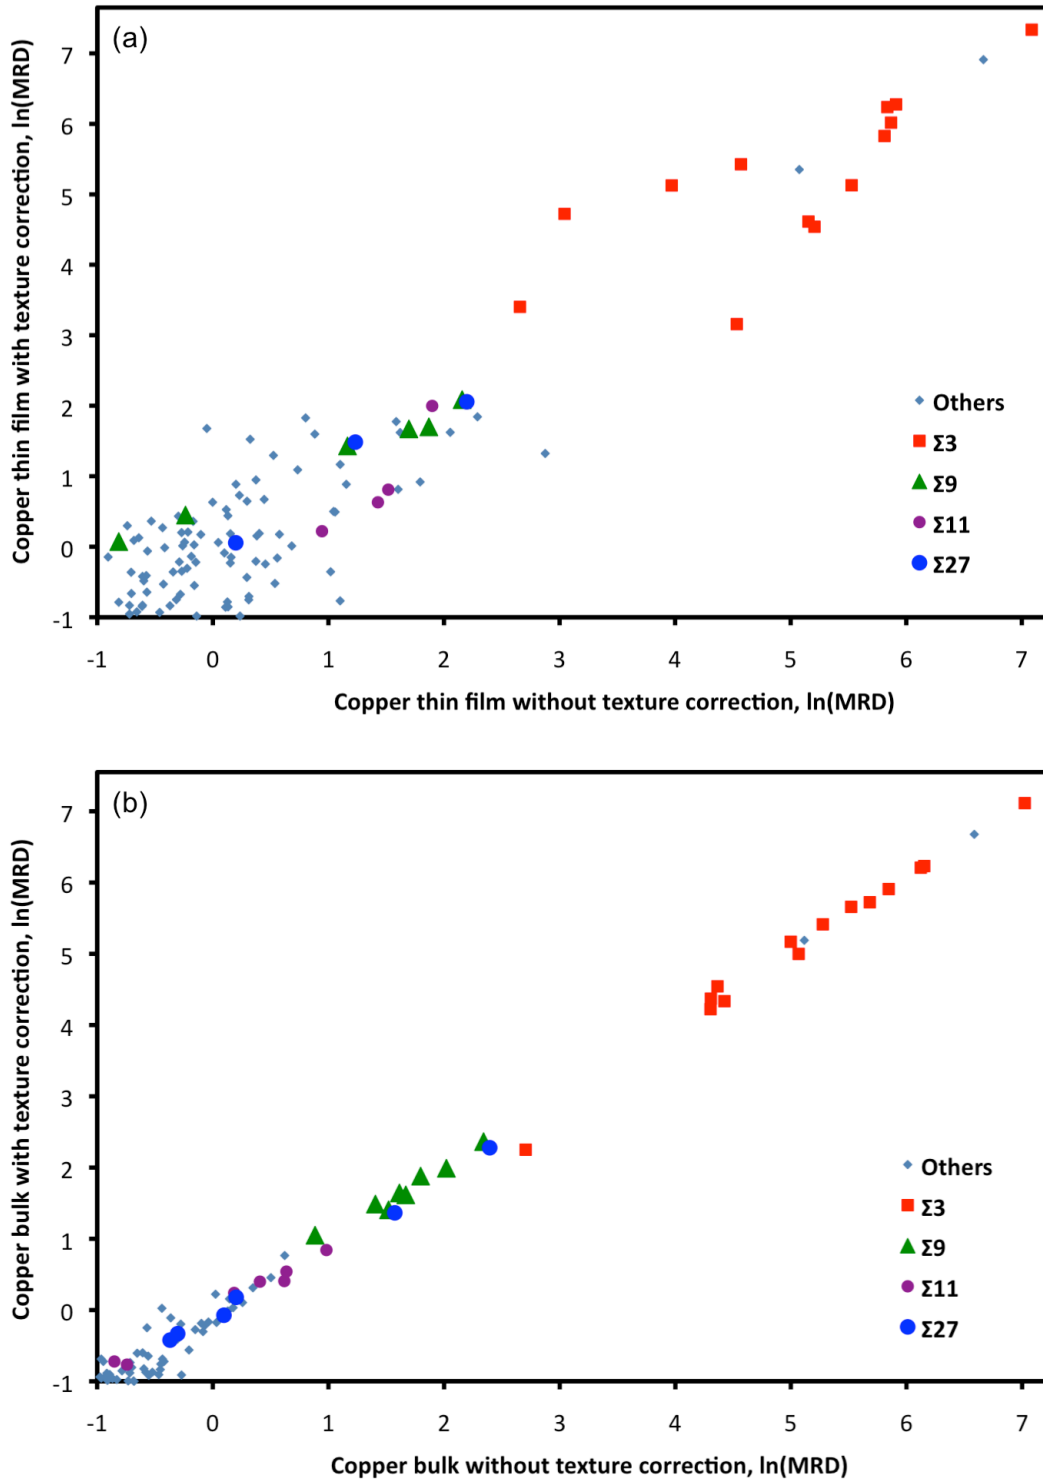 (a)
Copper thin film with texture correction, ln(MRD)
7
6
5
4
3
2
1
0
-1
Others
Σ3
Σ9
Σ11
Σ27
-1 0 1 2 3 4 5 6 7
Copper thin film without texture correction, ln(MRD)
(b)
Copper bulk with texture correction, ln(MRD)
7
6
5
4
3
2
1
0
-1
Others
Σ3
Σ9
Σ11
Σ27
-1 0 1 2 3 4 5 6 7
Copper bulk without texture correction, ln(MRD)